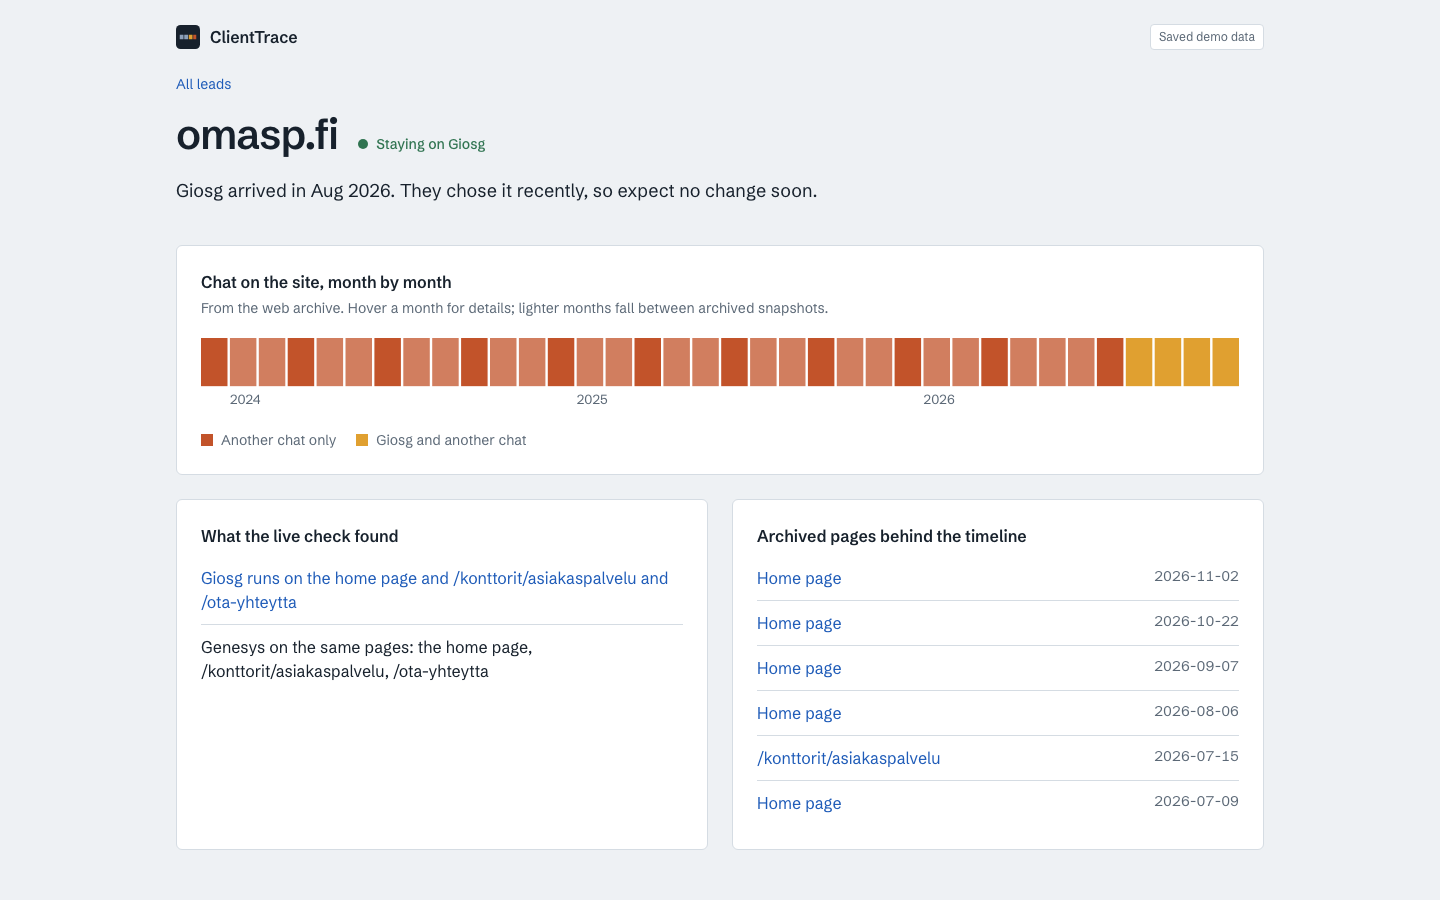 ClientTrace
Saved demo data
All leads
omasp.fi
Staying on Giosg
Giosg arrived in Aug 2026. They chose it recently, so expect no change soon.
Chat on the site, month by month
From the web archive. Hover a month for details; lighter months fall between archived snapshots.
2024
2025
2026
Another chat only
Giosg and another chat
What the live check found
Giosg runs on the home page and /konttorit/asiakaspalvelu and
/ota-yhteytta
Genesys on the same pages: the home page,
/konttorit/asiakaspalvelu, /ota-yhteytta
Archived pages behind the timeline
Home page 2026-11-02
Home page 2026-10-22
Home page 2026-09-07
Home page 2026-08-06
/konttorit/asiakaspalvelu 2026-07-15
Home page 2026-07-09